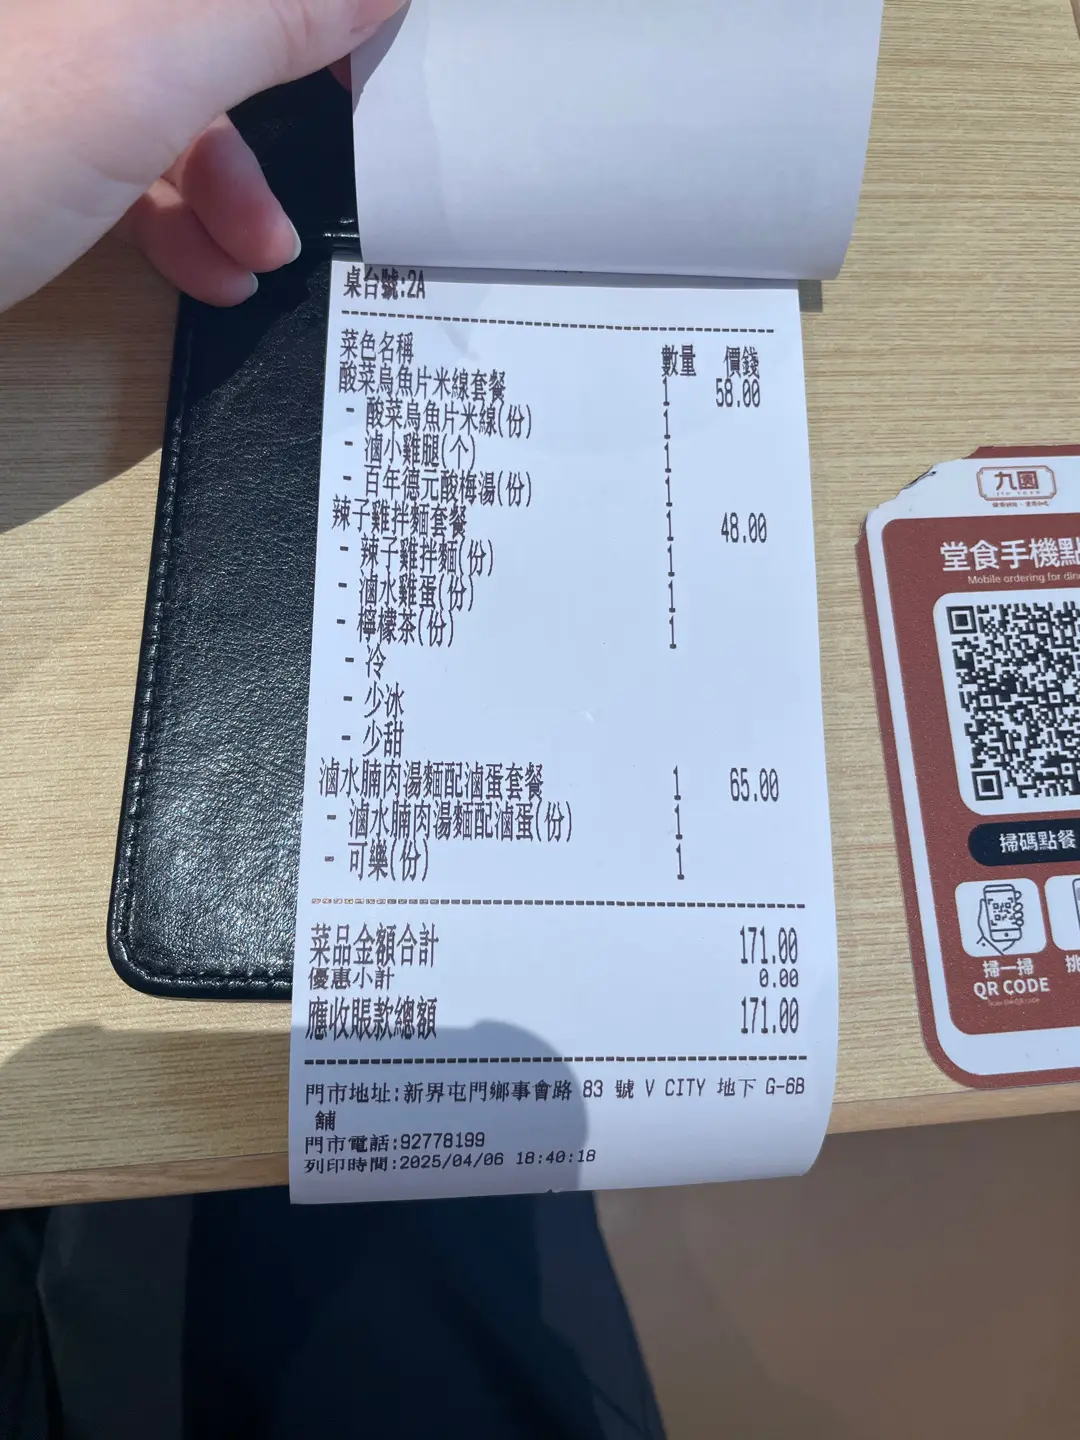 桌台號:2A
菜色名稱 數量 價錢
酸菜烏魚片米線套餐 1 58.00
- 酸菜烏魚片米線(份) 1
- 滷小雞腿(个) 1
- 百年德元酸梅湯(份) 1
辣子雞拌麵套餐 1 48.00
- 辣子雞拌麵(份) 1
- 滷水雞蛋(份) 1
- 檸檬茶(份) 1
- 冷
- 少冰
- 少甜
滷水腩肉湯麵配滷蛋套餐 1 65.00
- 滷水腩肉湯麵配滷蛋(份) 1
- 可樂(份) 1
菜品金額合計 171.00
優惠小計 0.00
應收賬款總額 171.00
門市地址:新界屯門鄉事會路 83 號 V CITY 地下 G-6B
舖
門市電話:92778199
列印時間:2025/04/06 18:40:18
九圜
堂食手機點
Mobile ordering for din
掃碼點餐
掃一掃
QR CODE
挑